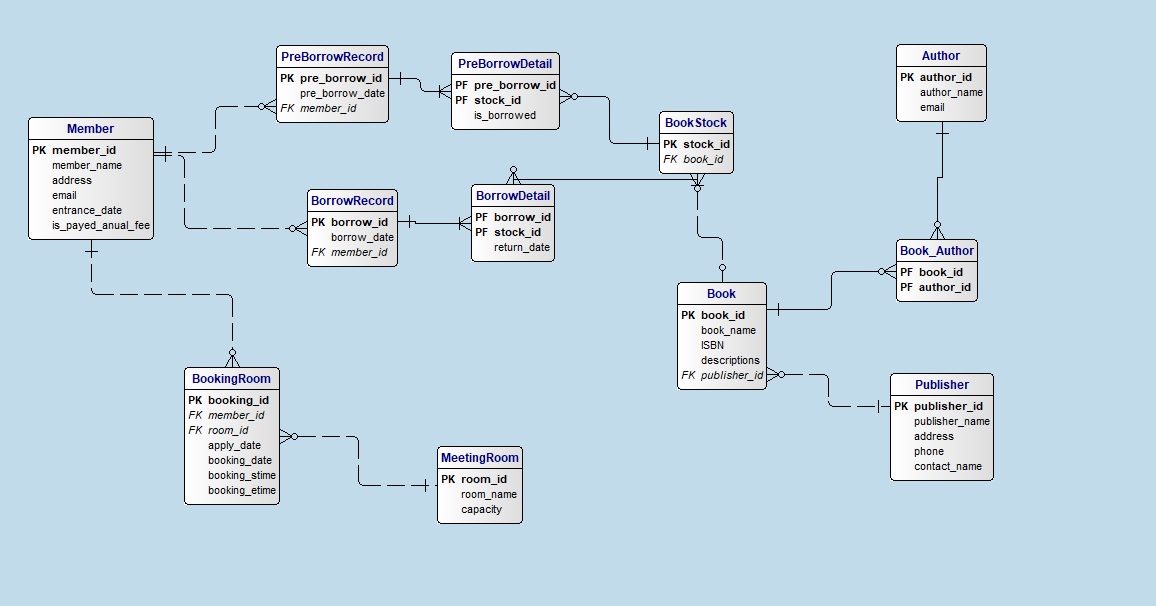 PreBorrowRecord
PK pre_borrow_id
pre_borrow_date
FK member_id
PreBorrowDetail
PF pre_borrow_id
PF stock_id
is_borrowed
Author
PK author_id
author_name
email
Member
PK member_id
member_name
address
email
entrance_date
is_payed_anual_fee
BookStock
PK stock_id
FK book_id
BorrowRecord
PK borrow_id
borrow_date
FK member_id
BorrowDetail
PF borrow_id
PF stock_id
return_date
Book_Author
PF book_id
PF author_id
Book
PK book_id
book_name
ISBN
descriptions
FK publisher_id
BookingRoom
PK booking_id
FK member_id
FK room_id
apply_date
booking_date
booking_stime
booking_etime
Publisher
PK publisher_id
publisher_name
address
phone
contact_name
MeetingRoom
PK room_id
room_name
capacity